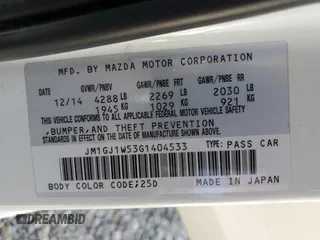 MFD. BY MAZDA MOTOR CORPORATION
GVWR/PNBV GAWR/PNBE FRT GAWR/PNBE RR
12/14 4288 LB 2269 LB 2030 LB
1945 KG 1029 KG 921 KG
THIS VEHICLE CONFORMS TO ALL APPLICABLE FEDERAL MOTOR VEHICLE SAFETY
, BUMPER, AND THEFT PREVENTION
STANDARDS IN EFFECT ON THE DATE OF MANUFACTURE SHOWN ABOVE.
JM1GJ1W53G1404533 TYPE: PASS CAR
BODY COLOR CODE;25D MADE IN JAPAN
DREAMBID